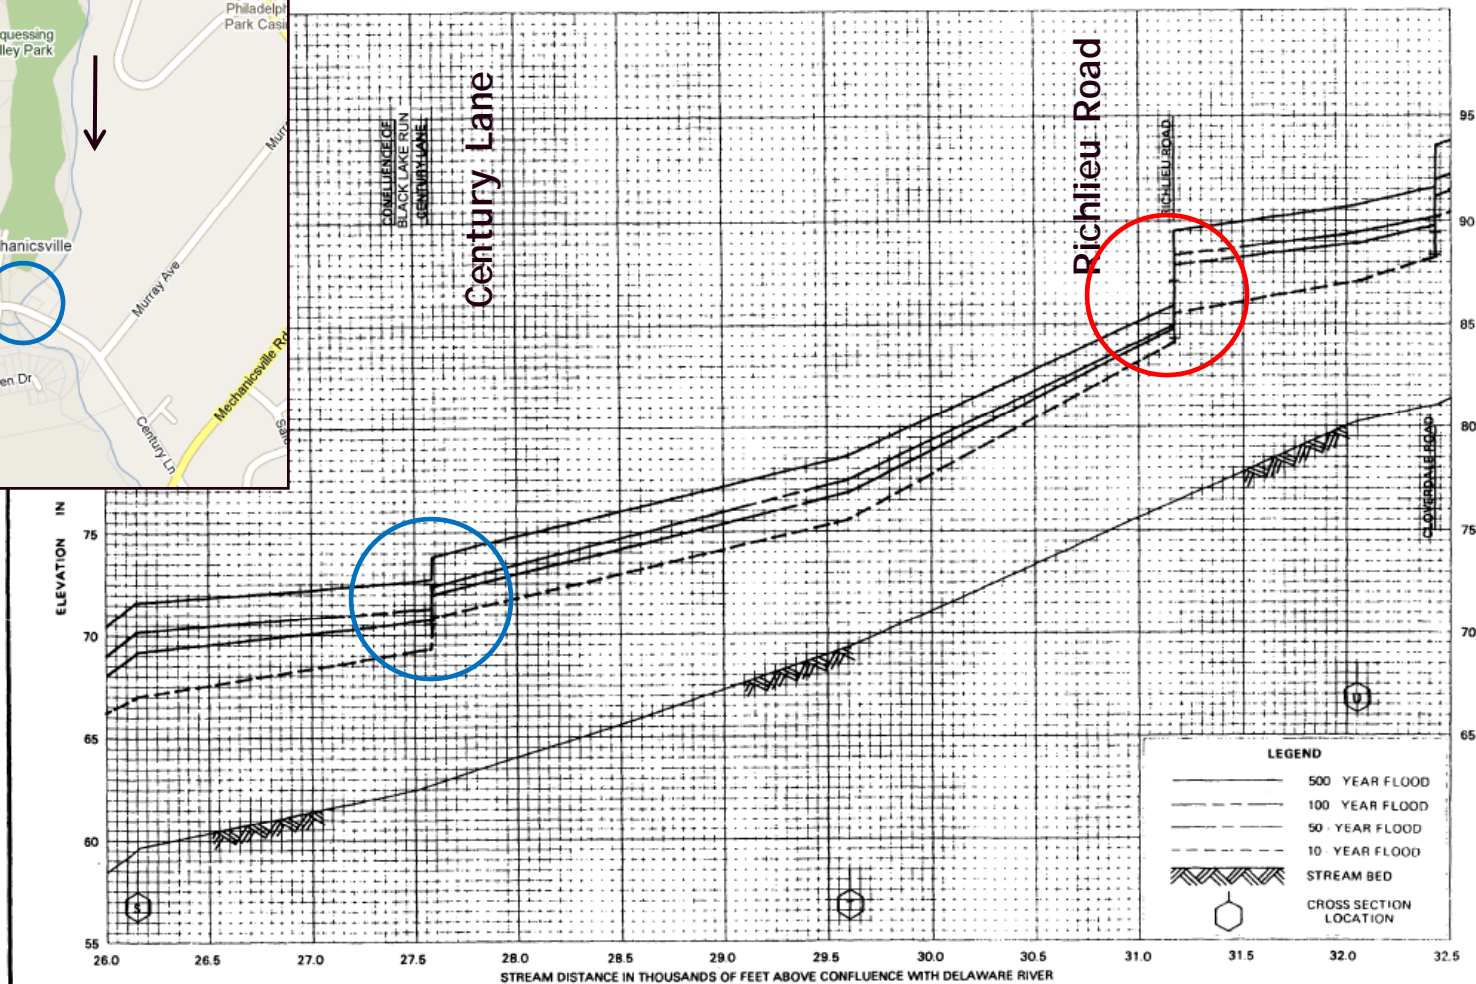 Philadelph
Park Casi
quessing
lley Park
Murr
hanicsville
Murray Ave
en Dr
Mechanicsville Rd
Century Ln
CONFLUENCE OF
BLACK LAKE RUN
CENTURY LANE
Century Lane
Richlieu Road
RICHLIEU ROAD
CLOVERDALE ROAD
95
90
85
80
75
70
65
ELEVATION IN
75
70
65
60
55
S
T
U
LEGEND
500 - YEAR FLOOD
100 YEAR FLOOD
50 - YEAR FLOOD
10 - YEAR FLOOD
STREAM BED
CROSS SECTION
LOCATION
26.0 26.5 27.0 27.5 28.0 28.5 29.0 29.5 30.0 30.5 31.0 31.5 32.0 32.5
STREAM DISTANCE IN THOUSANDS OF FEET ABOVE CONFLUENCE WITH DELAWARE RIVER